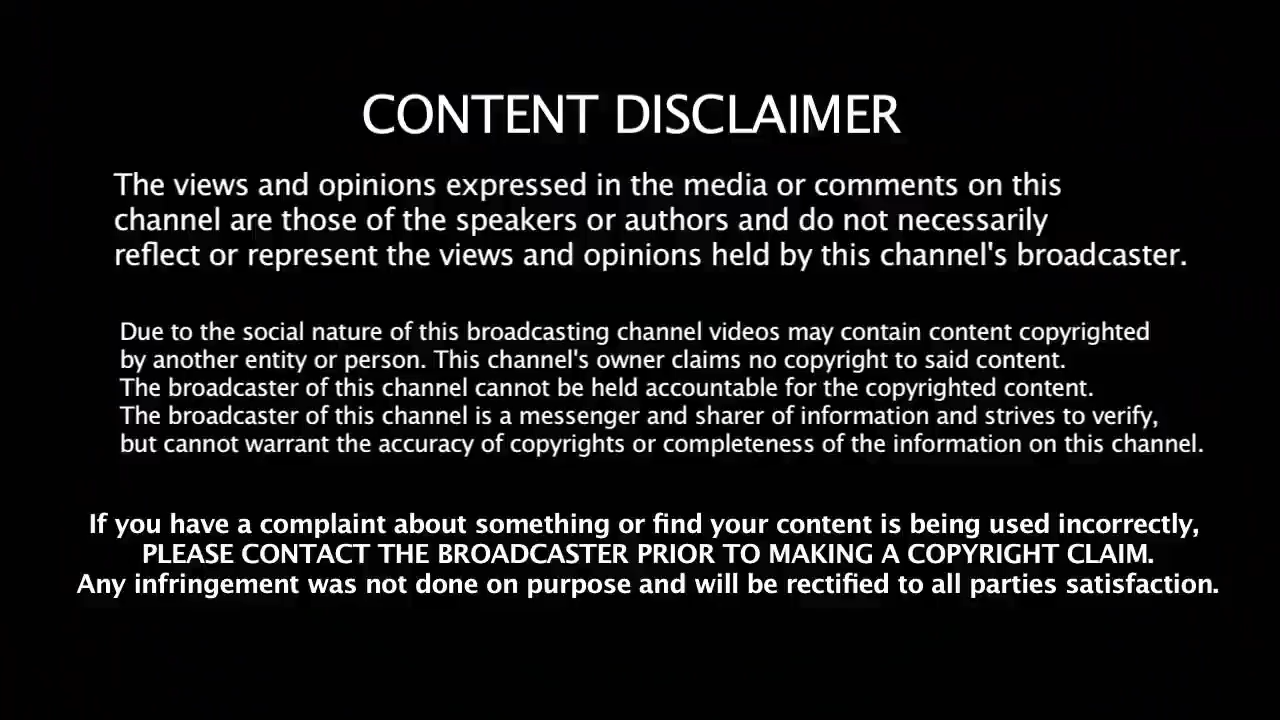 CONTENT DISCLAIMER
The views and opinions expressed in the media or comments on this
channel are those of the speakers or authors and do not necessarily
reflect or represent the views and opinions held by this channel's broadcaster.
Due to the social nature of this broadcasting channel videos may contain content copyrighted
by another entity or person. This channel's owner claims no copyright to said content.
The broadcaster of this channel cannot be held accountable for the copyrighted content.
The broadcaster of this channel is a messenger and sharer of information and strives to verify,
but cannot warrant the accuracy of copyrights or completeness of the information on this channel.
If you have a complaint about something or find your content is being used incorrectly,
PLEASE CONTACT THE BROADCASTER PRIOR TO MAKING A COPYRIGHT CLAIM.
Any infringement was not done on purpose and will be rectified to all parties satisfaction.